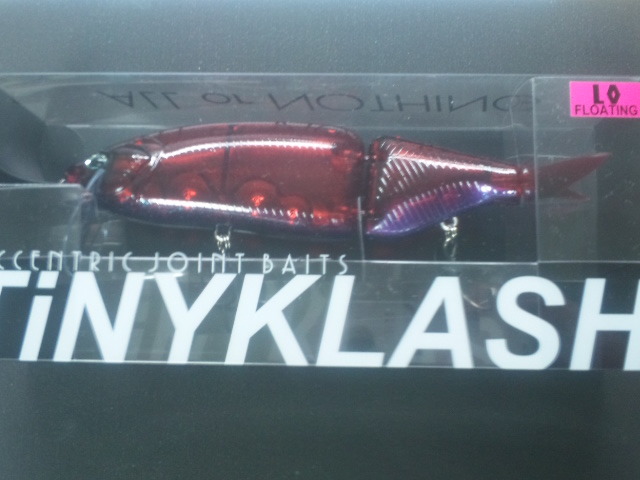 ALL or NOTHING
LO
FLOATING
CCENTRIC JOINT BAITS
TiNYKLASH